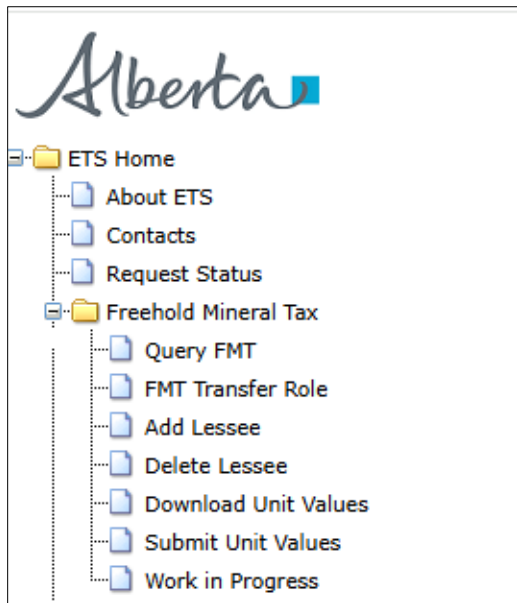 Alberta
ETS Home
About ETS
Contacts
Request Status
Freehold Mineral Tax
Query FMT
FMT Transfer Role
Add Lessee
Delete Lessee
Download Unit Values
Submit Unit Values
Work in Progress